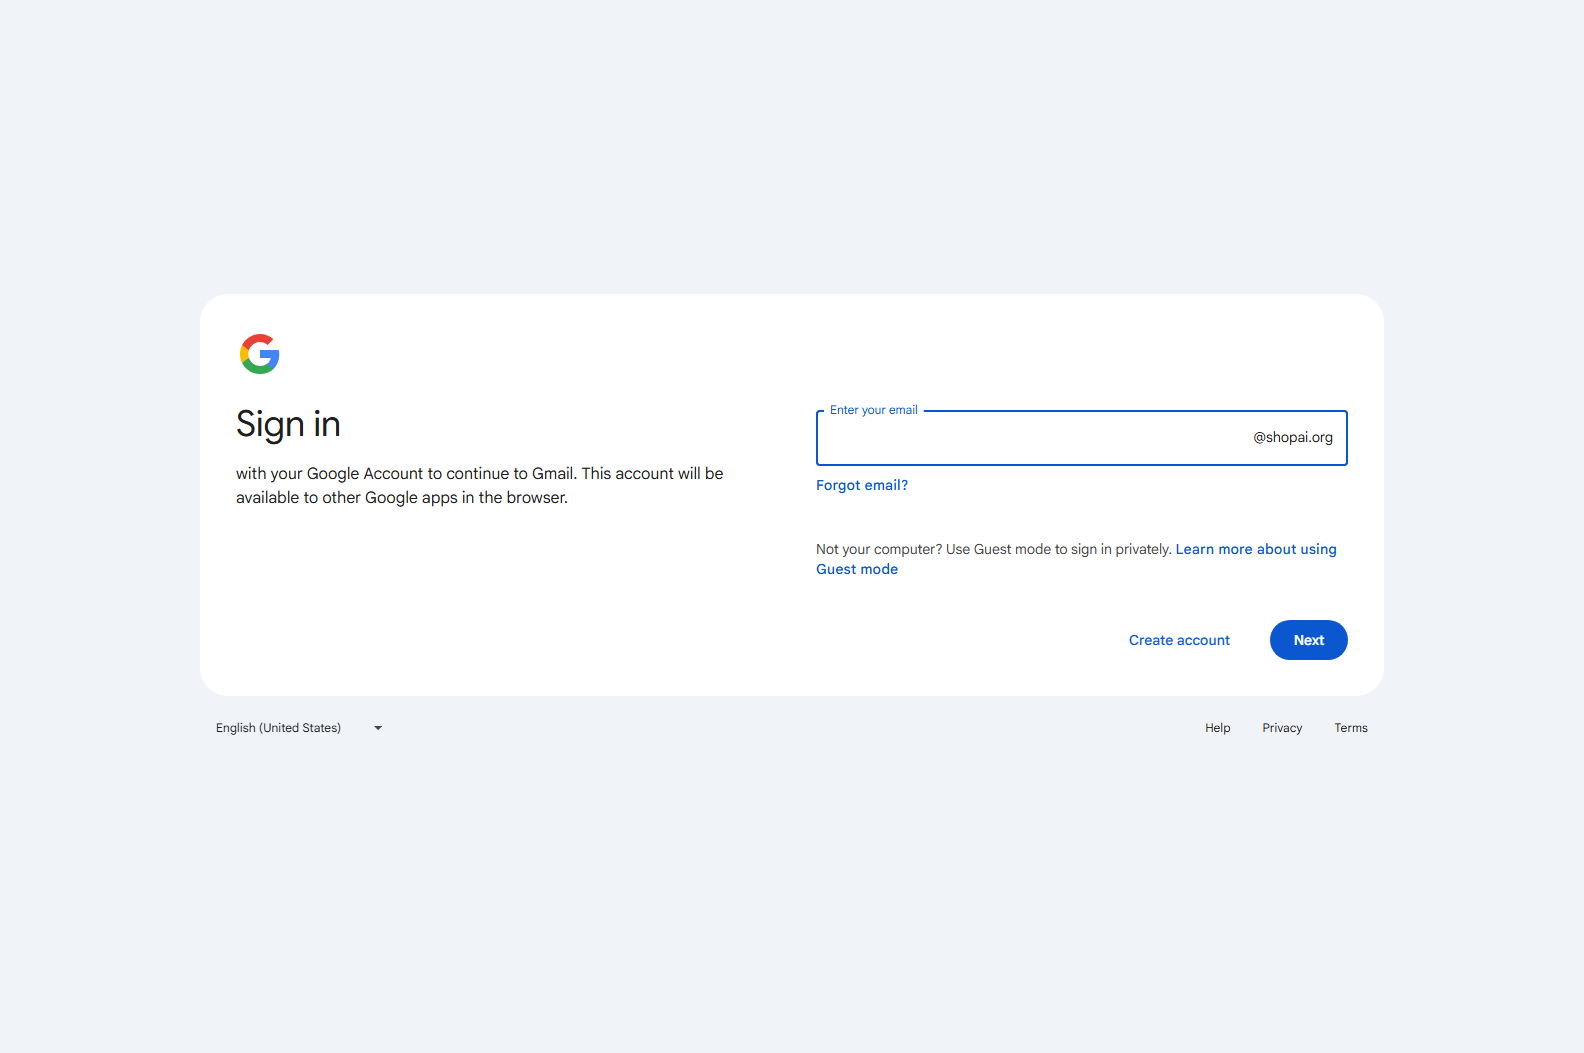 Sign in
with your Google Account to continue to Gmail. This account will be
available to other Google apps in the browser.
Enter your email
@shopai.org
Forgot email?
Not your computer? Use Guest mode to sign in privately. Learn more about using
Guest mode
Create account
Next
English (United States)
Help
Privacy
Terms